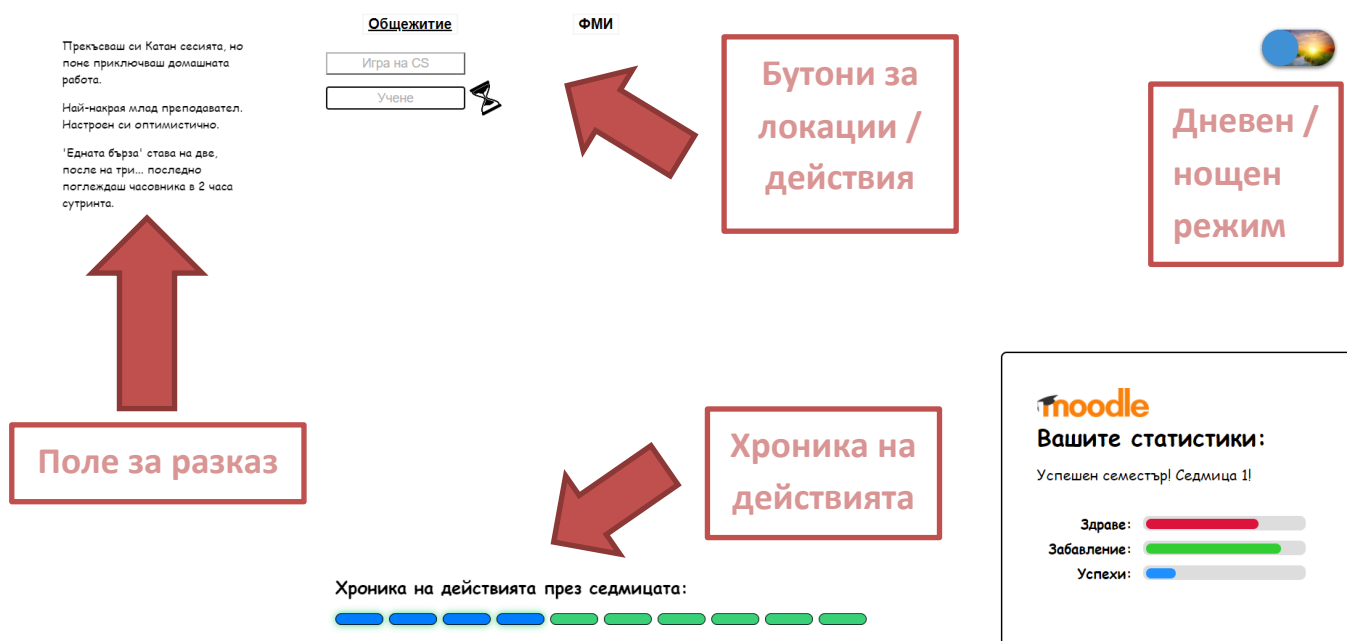 Прекъсваш си Катан сесията, но
поне приключваш домашната
работа.
Най-накрая млад преподавател.
Настроен си оптимистично.
'Едната бърза' става на две,
после на три... последно
поглеждаш часовника в 2 часа
сутринта.
Поле за разказ
Общежитие
ФМИ
Игра на CS
Учене
Бутони за
локации /
действия
Дневен /
нощен
режим
Хроника на
действията
Хроника на действията през седмицата:
moodle
Вашите статистики:
Успешен семестър! Седмица 1!
Здраве:
Забавление:
Успехи: